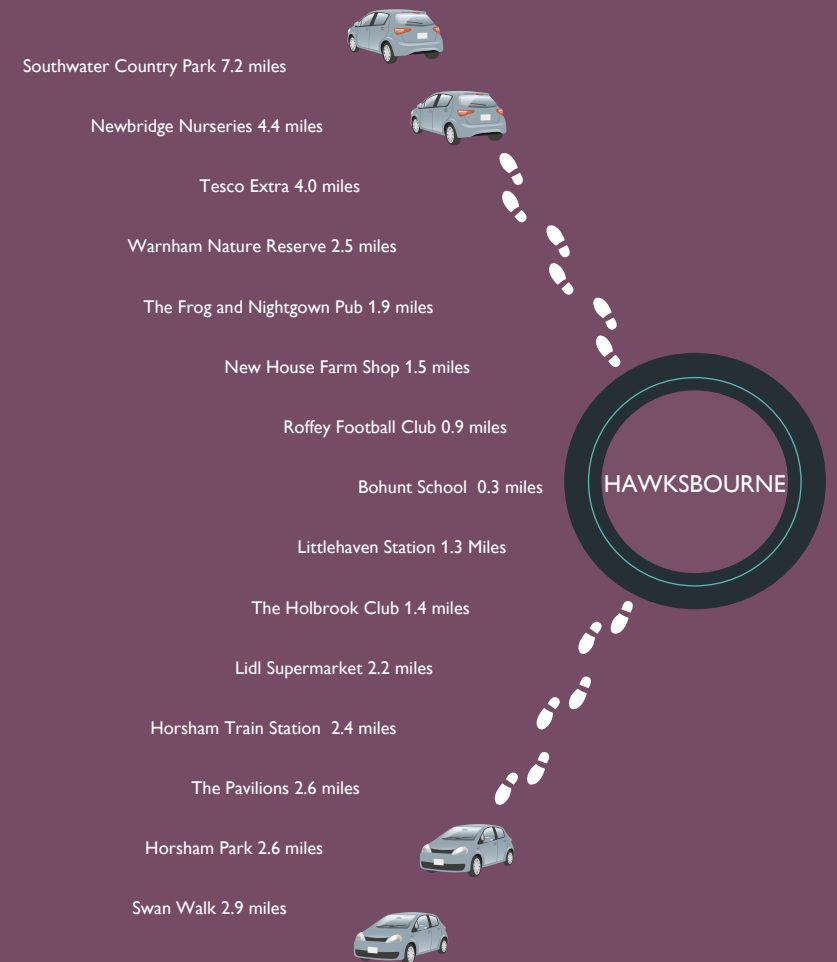 Southwater Country Park 7.2 miles
Newbridge Nurseries 4.4 miles
Tesco Extra 4.0 miles
Warnham Nature Reserve 2.5 miles
The Frog and Nightgown Pub 1.9 miles
New House Farm Shop 1.5 miles
Roffey Football Club 0.9 miles
Bohunt School  0.3 miles
HAWKSBOURNE
Littlehaven Station 1.3 Miles
The Holbrook Club 1.4 miles
Lidl Supermarket 2.2 miles
Horsham Train Station  2.4 miles
The Pavilions 2.6 miles
Horsham Park 2.6 miles
Swan Walk 2.9 miles